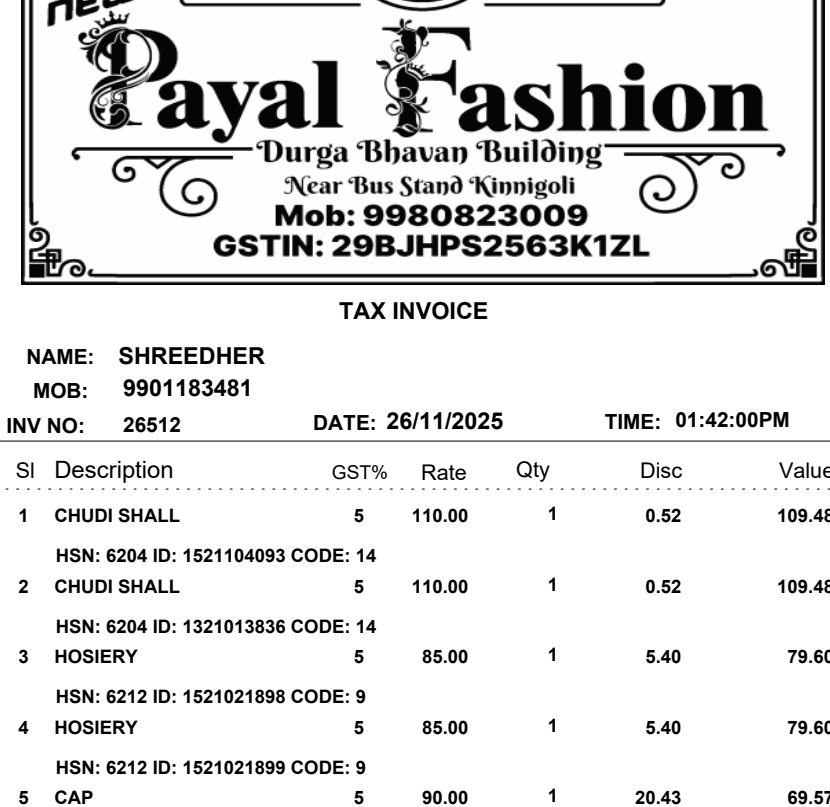 new
Payal Fashion
Durga Bhavan Building
Near Bus Stand Kinnigoli
Mob: 9980823009
GSTIN: 29BJHPS2563K1ZL
TAX INVOICE
NAME: SHREEDHER
MOB: 9901183481
INV NO: 26512 DATE: 26/11/2025 TIME: 01:42:00PM
Sl Description GST% Rate Qty Disc Value
1 CHUDI SHALL 5 110.00 1 0.52 109.48
HSN: 6204 ID: 1521104093 CODE: 14
2 CHUDI SHALL 5 110.00 1 0.52 109.48
HSN: 6204 ID: 1321013836 CODE: 14
3 HOSIERY 5 85.00 1 5.40 79.60
HSN: 6212 ID: 1521021898 CODE: 9
4 HOSIERY 5 85.00 1 5.40 79.60
HSN: 6212 ID: 1521021899 CODE: 9
5 CAP 5 90.00 1 20.43 69.57